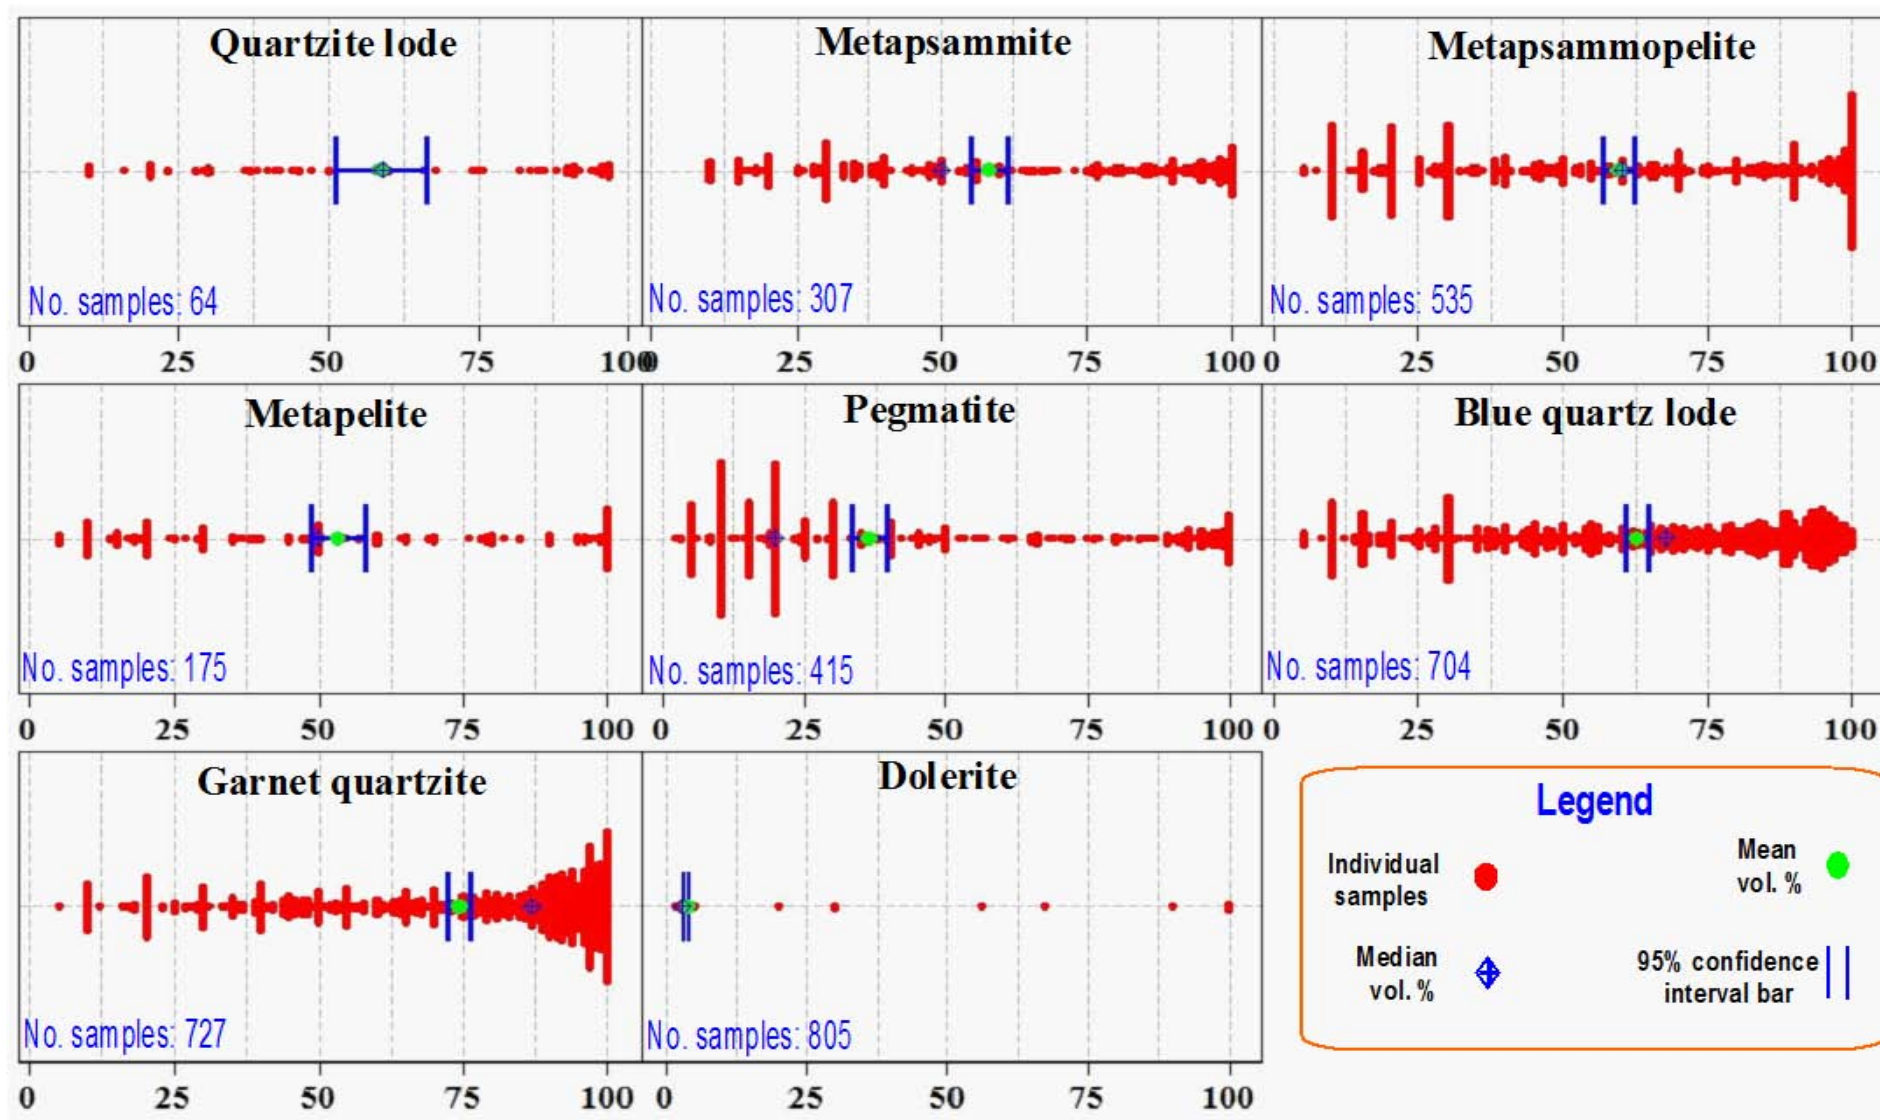 Quartzite lode
No. samples: 64
0 25 50 75 100
Metapsammite
No. samples: 307
0 25 50 75 100
Metapsammopelite
No. samples: 535
0 25 50 75 100
Metapelite
No. samples: 175
0 25 50 75 100
Pegmatite
No. samples: 415
0 25 50 75 100
Blue quartz lode
No. samples: 704
0 25 50 75 100
Garnet quartzite
No. samples: 727
0 25 50 75 100
Dolerite
No. samples: 805
0 25 50 75 100
Legend
Individual
samples
Mean
vol. %
Median
vol. %
95% confidence
interval bar